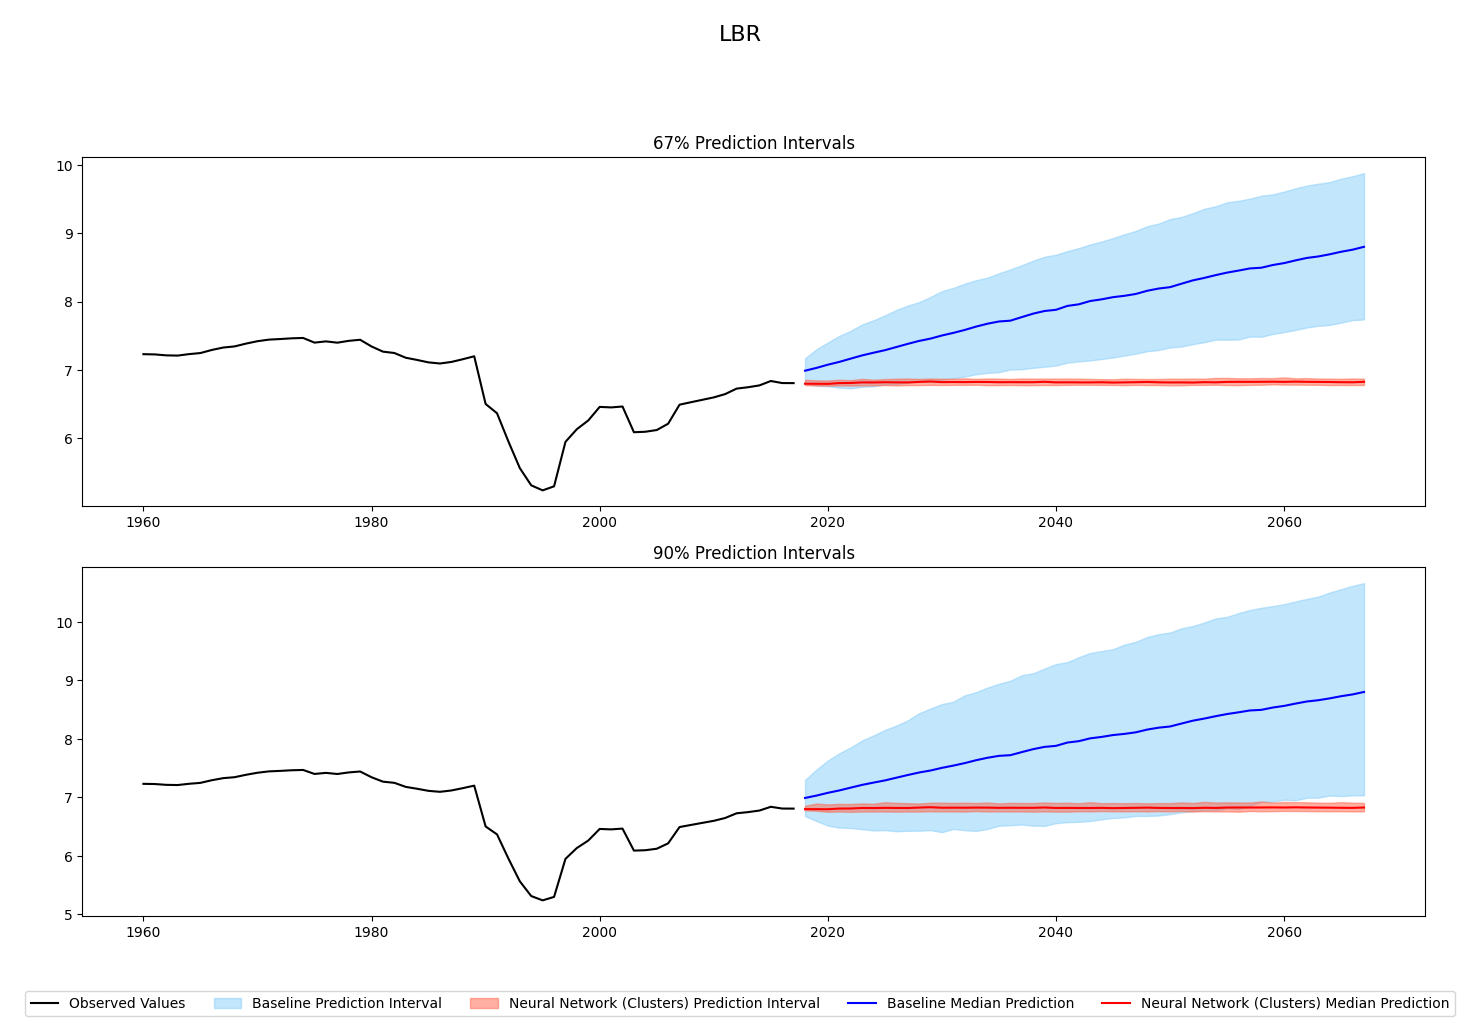 LBR
67% Prediction Intervals
10
9
8
7
6
1960 1980 2000 2020 2040 2060
90% Prediction Intervals
10
9
8
7
6
5
1960 1980 2000 2020 2040 2060
Observed Values Baseline Prediction Interval Neural Network (Clusters) Prediction Interval Baseline Median Prediction Neural Network (Clusters) Median Prediction